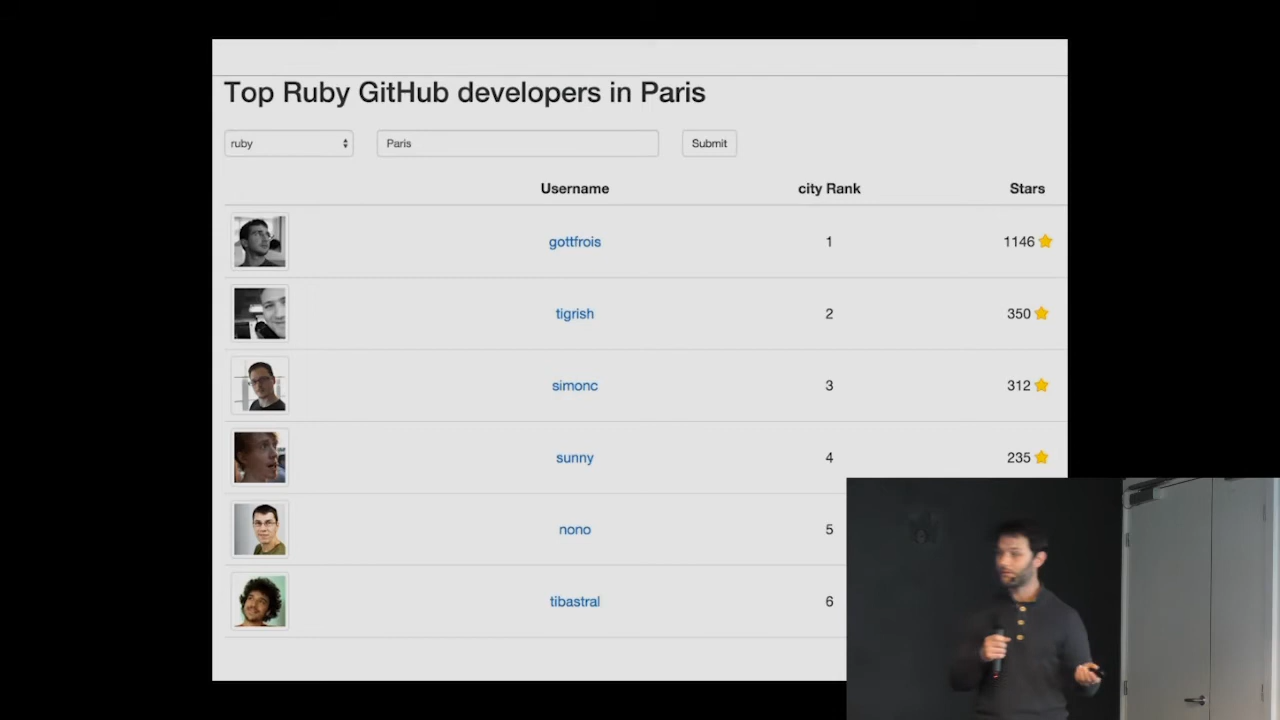 Top Ruby GitHub developers in Paris
ruby Paris Submit
Username city Rank Stars
gottfrois 1 1146
tigrish 2 350
simonc 3 312
sunny 4 235
nono 5
tibastral 6